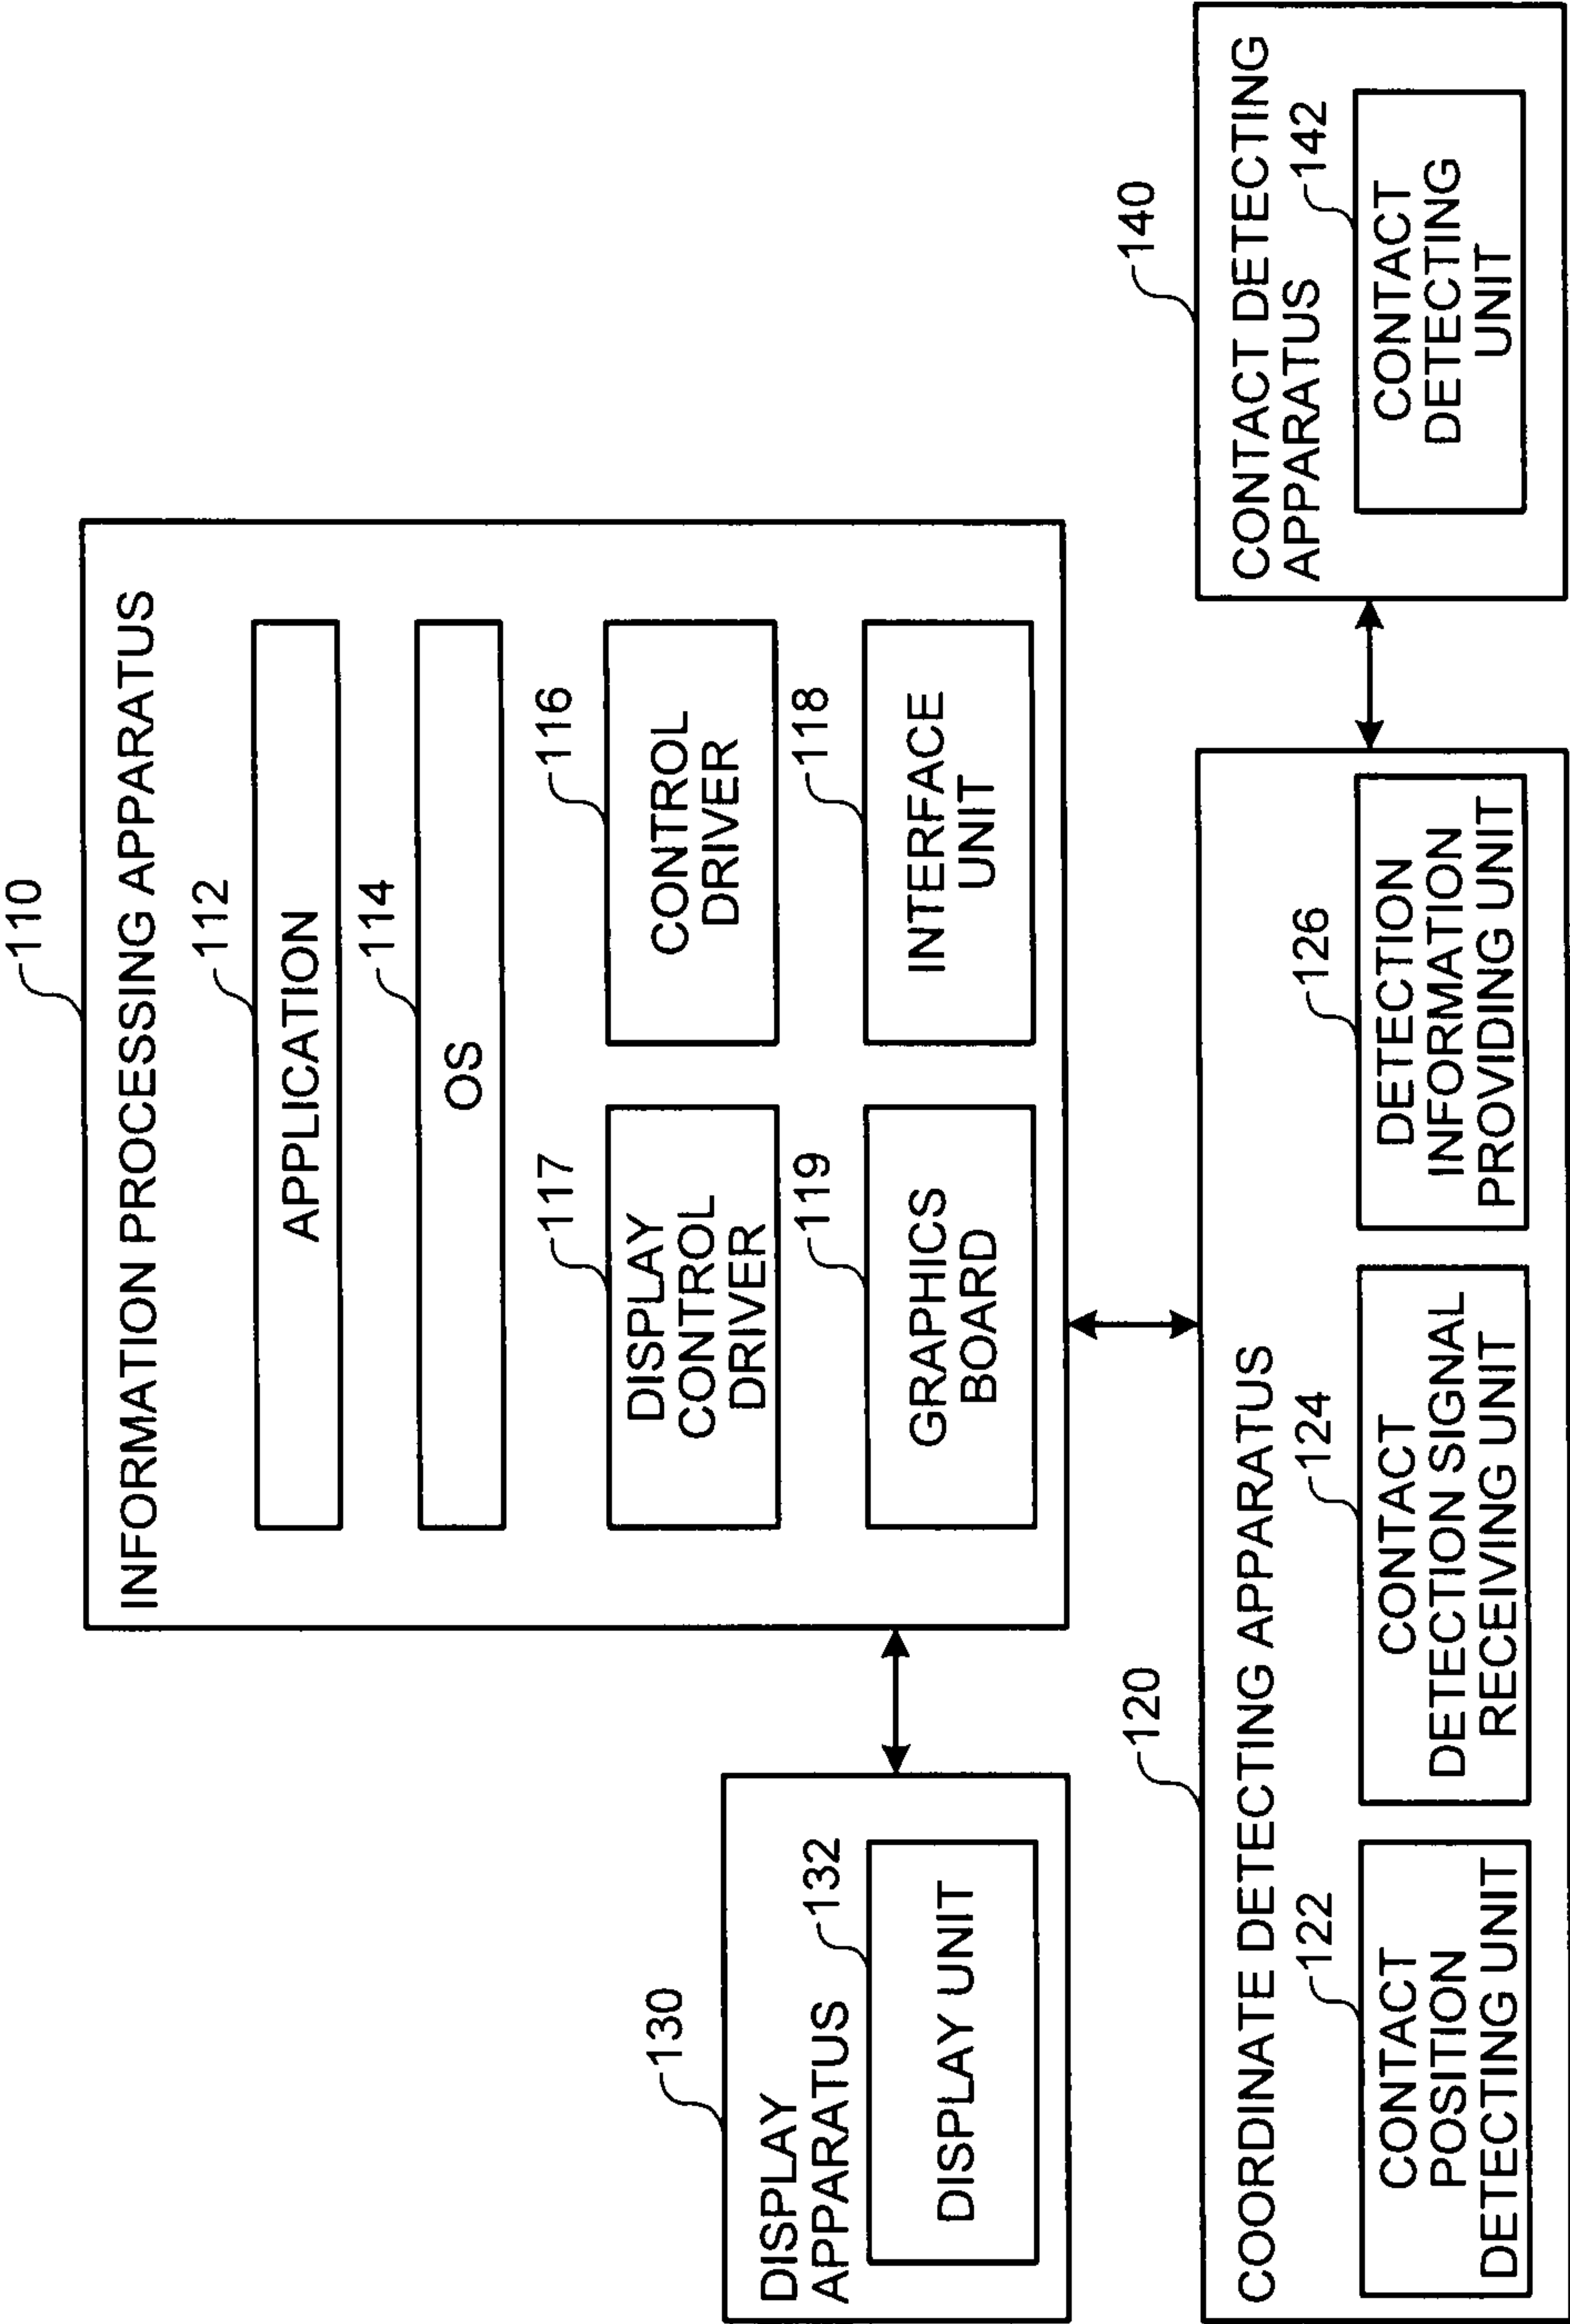 110
INFORMATION PROCESSING APPARATUS
112
APPLICATION
114
OS
117
DISPLAY
CONTROL
DRIVER
116
CONTROL
DRIVER
119
GRAPHICS
BOARD
118
INTERFACE
UNIT
130
DISPLAY
APPARATUS
132
DISPLAY UNIT
120
COORDINATE DETECTING APPARATUS
122
CONTACT
POSITION
DETECTING UNIT
124
CONTACT
DETECTION SIGNAL
RECEIVING UNIT
126
DETECTION
INFORMATION
PROVIDING UNIT
140
CONTACT DETECTING
APPARATUS
142
CONTACT
DETECTING
UNIT